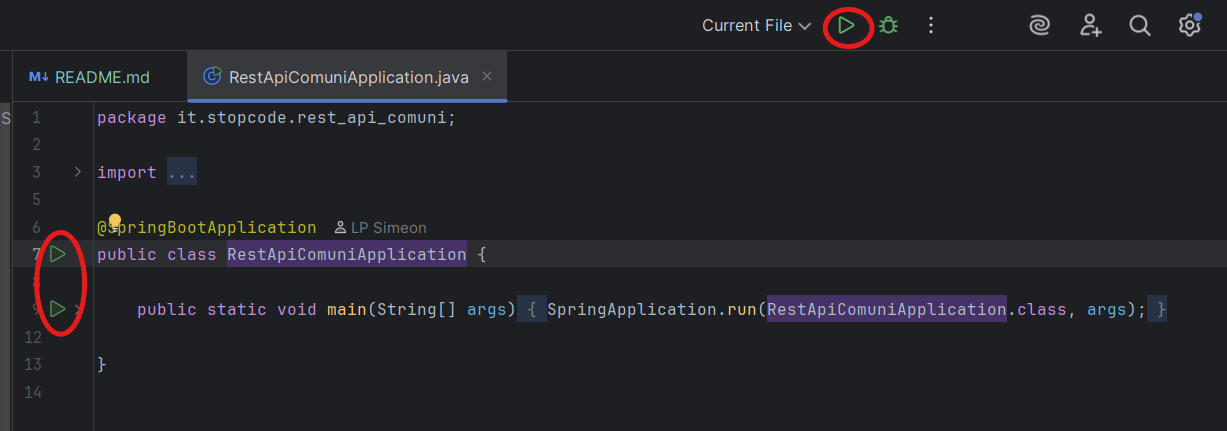 Current File
M↓ README.md
RestApiComuniApplication.java
S
1 package it.stopcode.rest_api_comuni;
2
3 import ...
5
6 @SpringBootApplication LP Simeon
7 public class RestApiComuniApplication {
8
9 public static void main(String[] args) { SpringApplication.run(RestApiComuniApplication.class, args); }
12
13 }
14